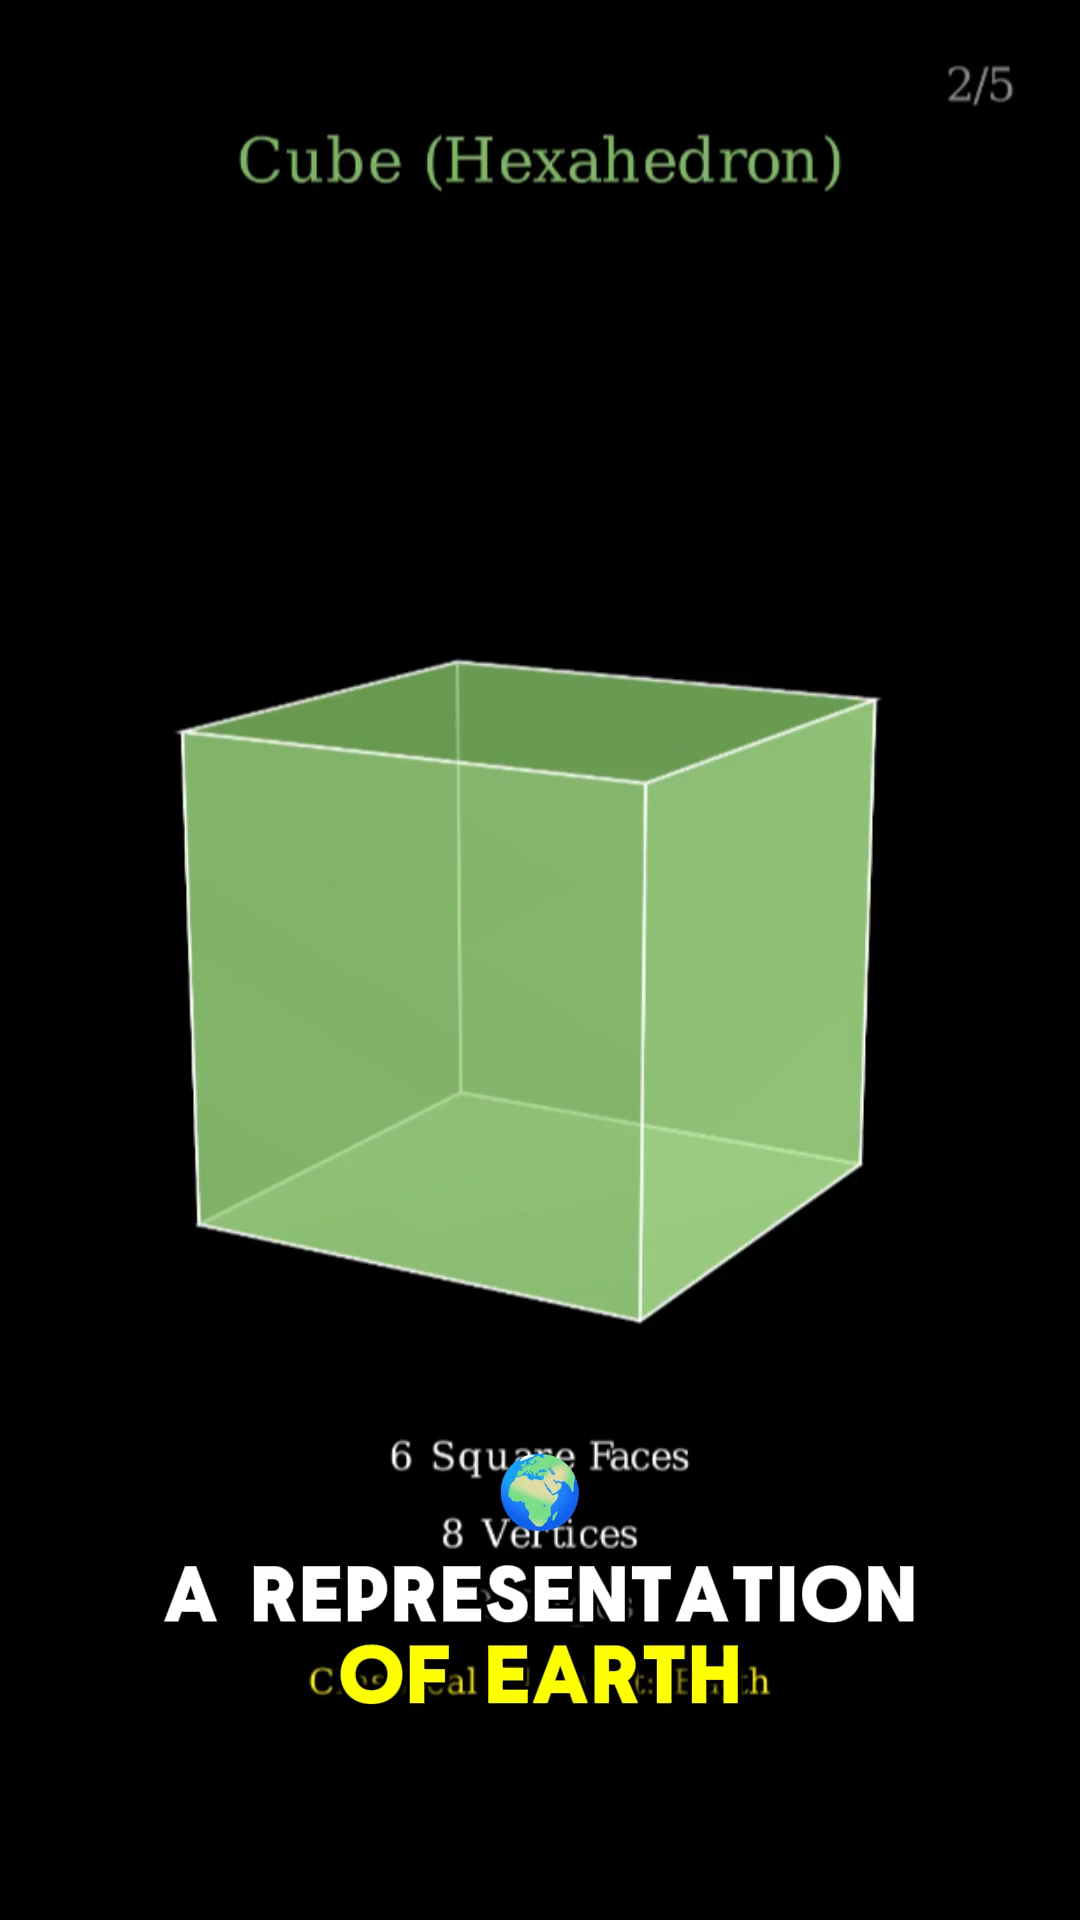 2/5
Cube (Hexahedron)
6 Square Faces
8 Vertices
A REPRESENTATION
OF EARTH